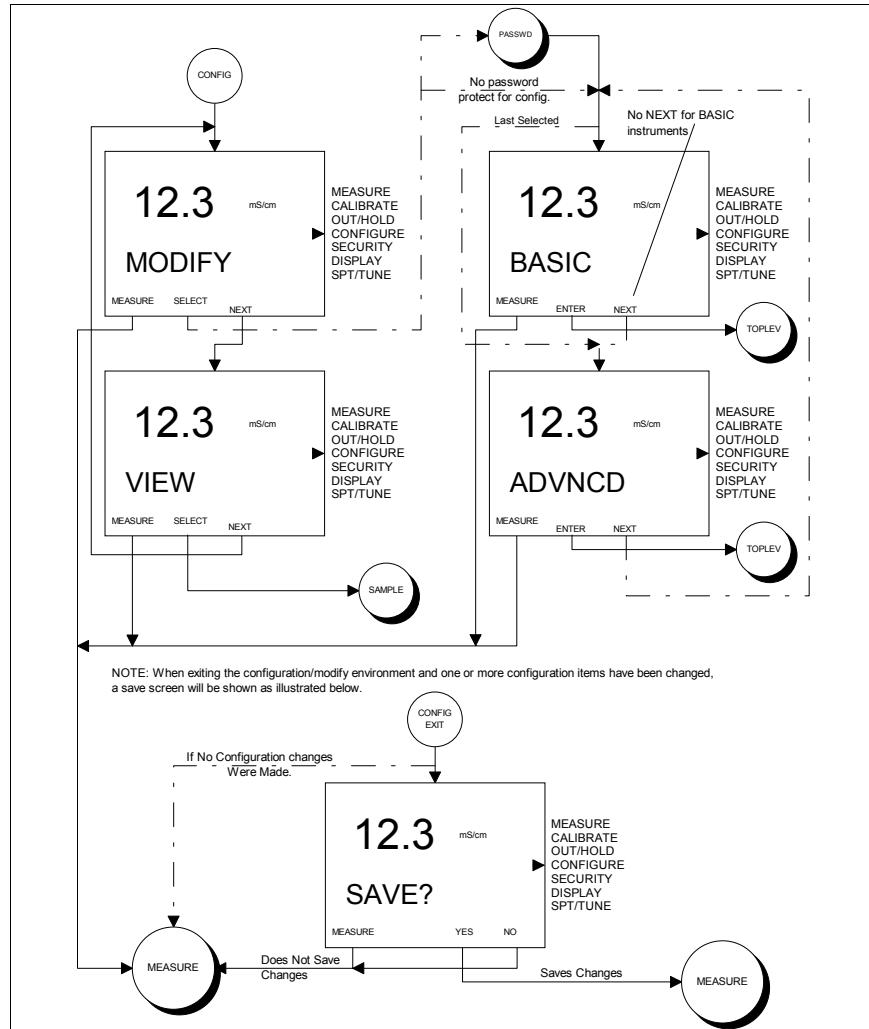 PASSWD
CONFIG
No password
protect for config.
Last Selected
No NEXT for BASIC
instruments
12.3 mS/cm
MODIFY
MEASURE SELECT NEXT
MEASURE
CALIBRATE
OUT/HOLD
CONFIGURE
SECURITY
DISPLAY
SPT/TUNE
12.3 mS/cm
BASIC
MEASURE ENTER NEXT
MEASURE
CALIBRATE
OUT/HOLD
CONFIGURE
SECURITY
DISPLAY
SPT/TUNE
TOPLEV
12.3 mS/cm
VIEW
MEASURE SELECT NEXT
MEASURE
CALIBRATE
OUT/HOLD
CONFIGURE
SECURITY
DISPLAY
SPT/TUNE
SAMPLE
12.3 mS/cm
ADVNCD
MEASURE ENTER NEXT
MEASURE
CALIBRATE
OUT/HOLD
CONFIGURE
SECURITY
DISPLAY
SPT/TUNE
TOPLEV
NOTE: When exiting the configuration/modify environment and one or more configuration items have been changed,
a save screen will be shown as illustrated below.
CONFIG
EXIT
If No Configuration changes
Were Made.
12.3 mS/cm
SAVE?
MEASURE YES NO
MEASURE
CALIBRATE
OUT/HOLD
CONFIGURE
SECURITY
DISPLAY
SPT/TUNE
MEASURE
Does Not Save
Changes
Saves Changes
MEASURE